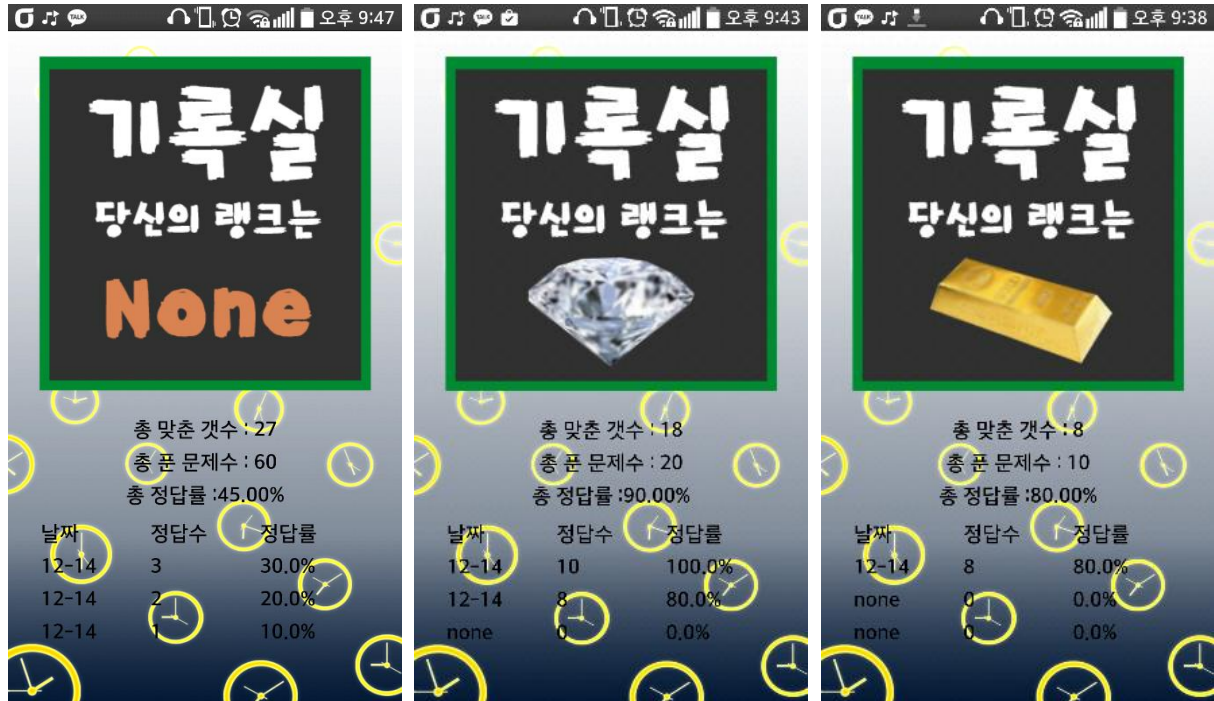 TALK 오후 9:47
기록실
당신의 랭크는
None
총 맞춘 갯수 : 27
총 푼 문제수 : 60
총 정답률 :45.00%
날짜 정답수 정답률
12-14 3 30.0%
12-14 2 20.0%
12-14 1 10.0%
TALK 오후 9:43
기록실
당신의 랭크는
총 맞춘 갯수 : 18
총 푼 문제수 : 20
총 정답률 :90.00%
날짜 정답수 정답률
12-14 10 100.0%
12-14 8 80.0%
none 0 0.0%
TALK 오후 9:38
기록실
당신의 랭크는
총 맞춘 갯수 : 8
총 푼 문제수 : 10
총 정답률 :80.00%
날짜 정답수 정답률
12-14 8 80.0%
none 0 0.0%
none 0 0.0%